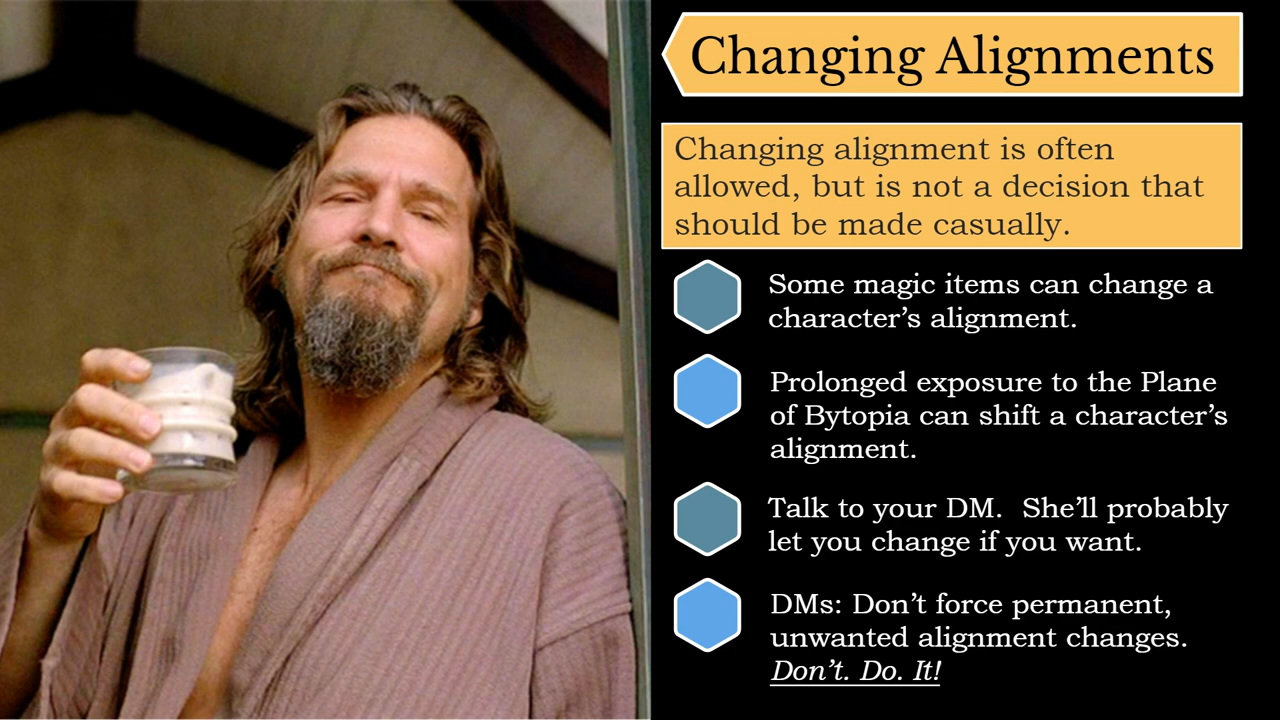 Changing Alignments
Changing alignment is often
allowed, but is not a decision that
should be made casually.
Some magic items can change a
character’s alignment.
Prolonged exposure to the Plane
of Bytopia can shift a character’s
alignment.
Talk to your DM.  She’ll probably
let you change if you want.
DMs: Don’t force permanent,
unwanted alignment changes.
Don’t. Do. It!